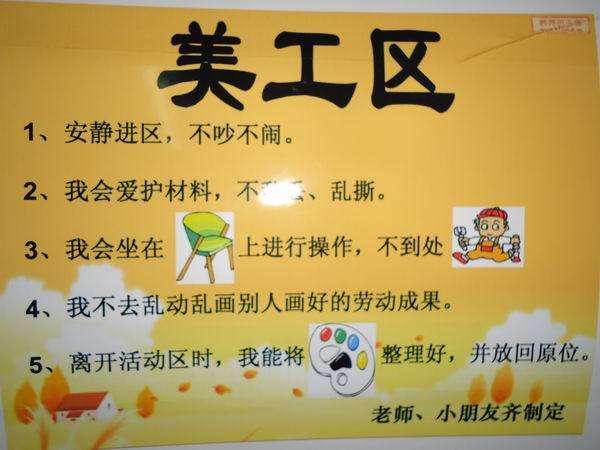 美工区
1、安静进区，不吵不闹。
2、我会爱护材料，不、乱撕。
3、我会坐在上进行操作，不到处
4、我不去乱动乱画别人画好的劳动成果。
5、离开活动区时，我能将整理好，并放回原位。
老师、小朋友齐制定